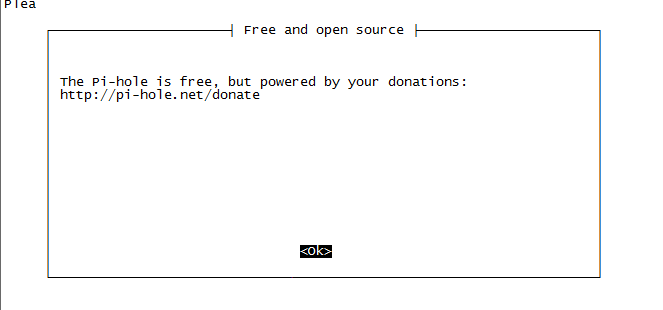 Plea
Free and open source
The Pi-hole is free, but powered by your donations:
http://pi-hole.net/donate
<Ok>